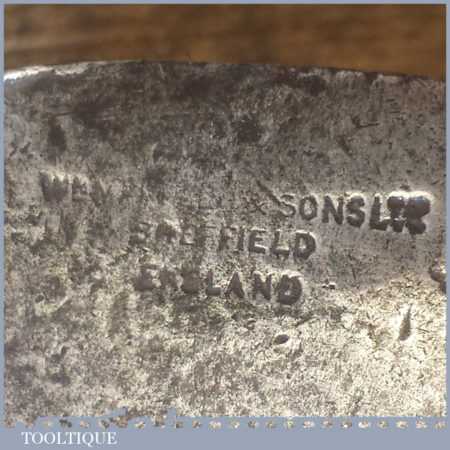 & SONS LTD
SHEFFIELD
ENGLAND
TOOLTIQUE